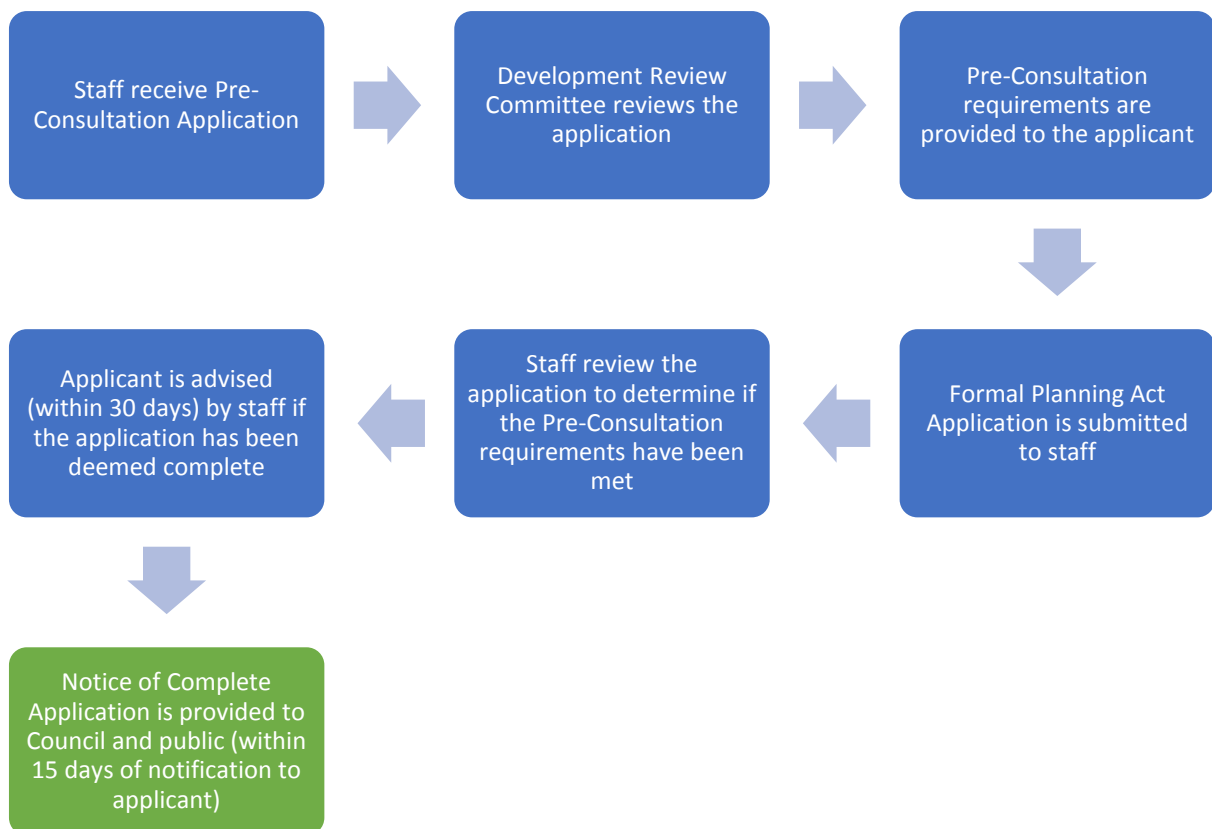 Staff receive Pre-
Consultation Application
Development Review
Committee reviews the
application
Pre-Consultation
requirements are
provided to the applicant
Formal Planning Act
Application is submitted
to staff
Staff review the
application to determine if
the Pre-Consultation
requirements have been
met
Applicant is advised
(within 30 days) by staff if
the application has been
deemed complete
Notice of Complete
Application is provided to
Council and public (within
15 days of notification to
applicant)